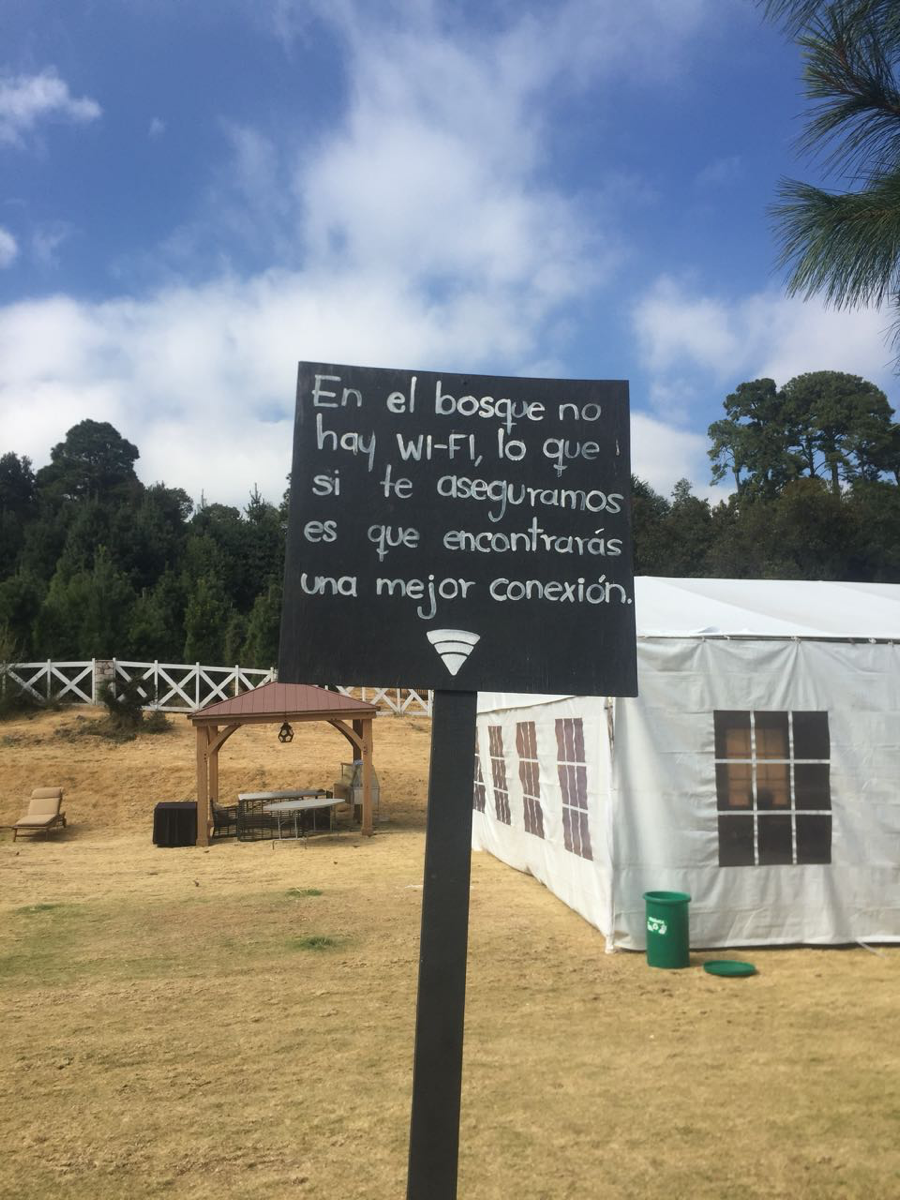 En el bosque no
hay WI-FI, lo que
si te aseguramos
es que encontrarás
una mejor conexión.